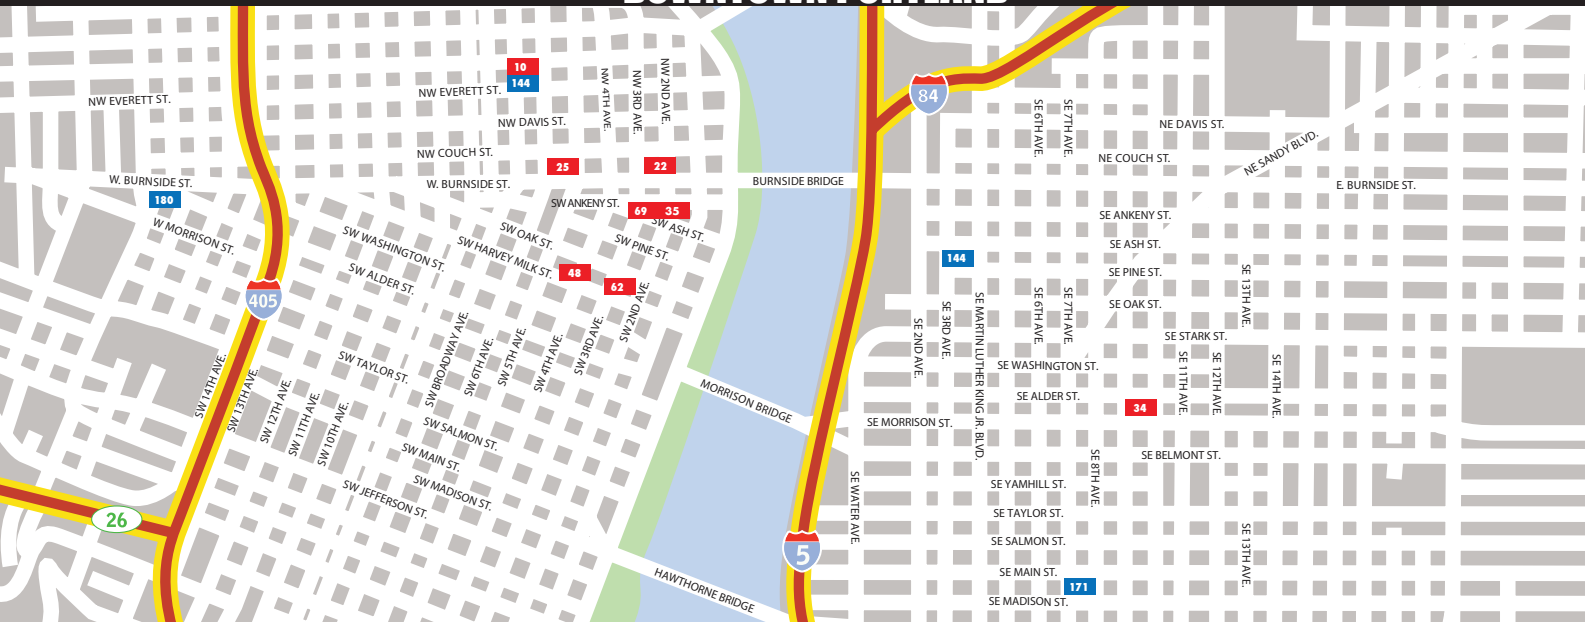 DOWNTOWN PORTLAND
10
144
84
NW EVERETT ST.
NW EVERETT ST.
NW 4TH AVE.
NW 3RD AVE.
NW 2ND AVE.
SE 6TH AVE.
SE 7TH AVE.
NW DAVIS ST.
NE DAVIS ST.
NE SANDY BLVD.
NW COUCH ST.
NE COUCH ST.
25
22
W. BURNSIDE ST.
W. BURNSIDE ST.
BURNSIDE BRIDGE
E. BURNSIDE ST.
180
SW ANKENY ST.
69
35
SE ANKENY ST.
W MORRISON ST.
SW WASHINGTON ST.
SW OAK ST.
SW ASH ST.
SW HARVEY MILK ST.
SW PINE ST.
SE ASH ST.
144
SW ALDER ST.
48
62
SE PINE ST.
405
SE OAK ST.
SE 13TH AVE.
SW 2ND AVE.
SE 2ND AVE.
SE 3RD AVE.
SE MARTIN LUTHER KING JR. BLVD.
SE 6TH AVE.
SE 7TH AVE.
SE STARK ST.
SW BROADWAY AVE.
SW 6TH AVE.
SW 5TH AVE.
SW 4TH AVE.
SW 3RD AVE.
SW TAYLOR ST.
SE WASHINGTON ST.
SE 11TH AVE.
SE 12TH AVE.
SE 14TH AVE.
SW 14TH AVE.
SW 13TH AVE.
SW 12TH AVE.
SW 11TH AVE.
SW 10TH AVE.
MORRISON BRIDGE
SE ALDER ST.
34
SE MORRISON ST.
SW SALMON ST.
SE BELMONT ST.
SW MAIN ST.
SE 8TH AVE.
SW MADISON ST.
SE YAMHILL ST.
SW JEFFERSON ST.
SE WATER AVE.
26
SE TAYLOR ST.
SE SALMON ST.
5
SE 13TH AVE.
SE MAIN ST.
HAWTHORNE BRIDGE
171
SE MADISON ST.